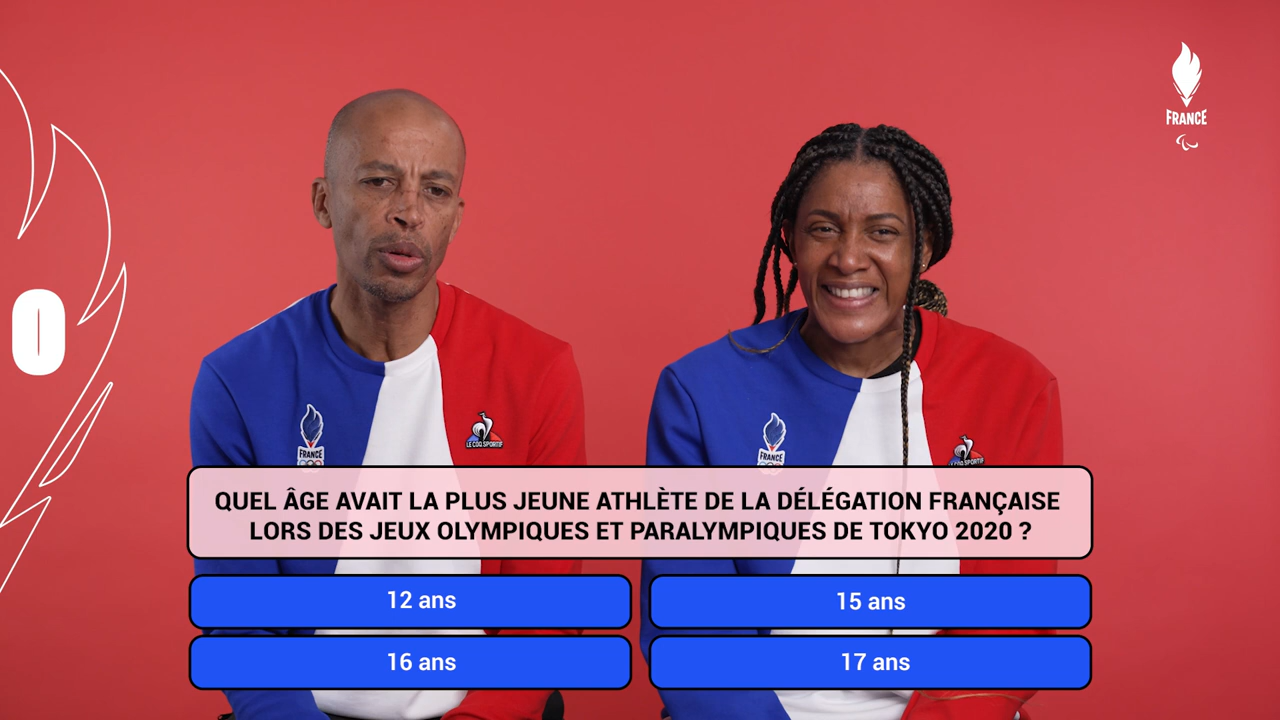 FRANCE
0
LE COQ SPORTIF
FRANCE
FRANCE
LE COQ SPORTIF
QUEL ÂGE AVAIT LA PLUS JEUNE ATHLÈTE DE LA DÉLÉGATION FRANÇAISE
LORS DES JEUX OLYMPIQUES ET PARALYMPIQUES DE TOKYO 2020 ?
12 ans
15 ans
16 ans
17 ans